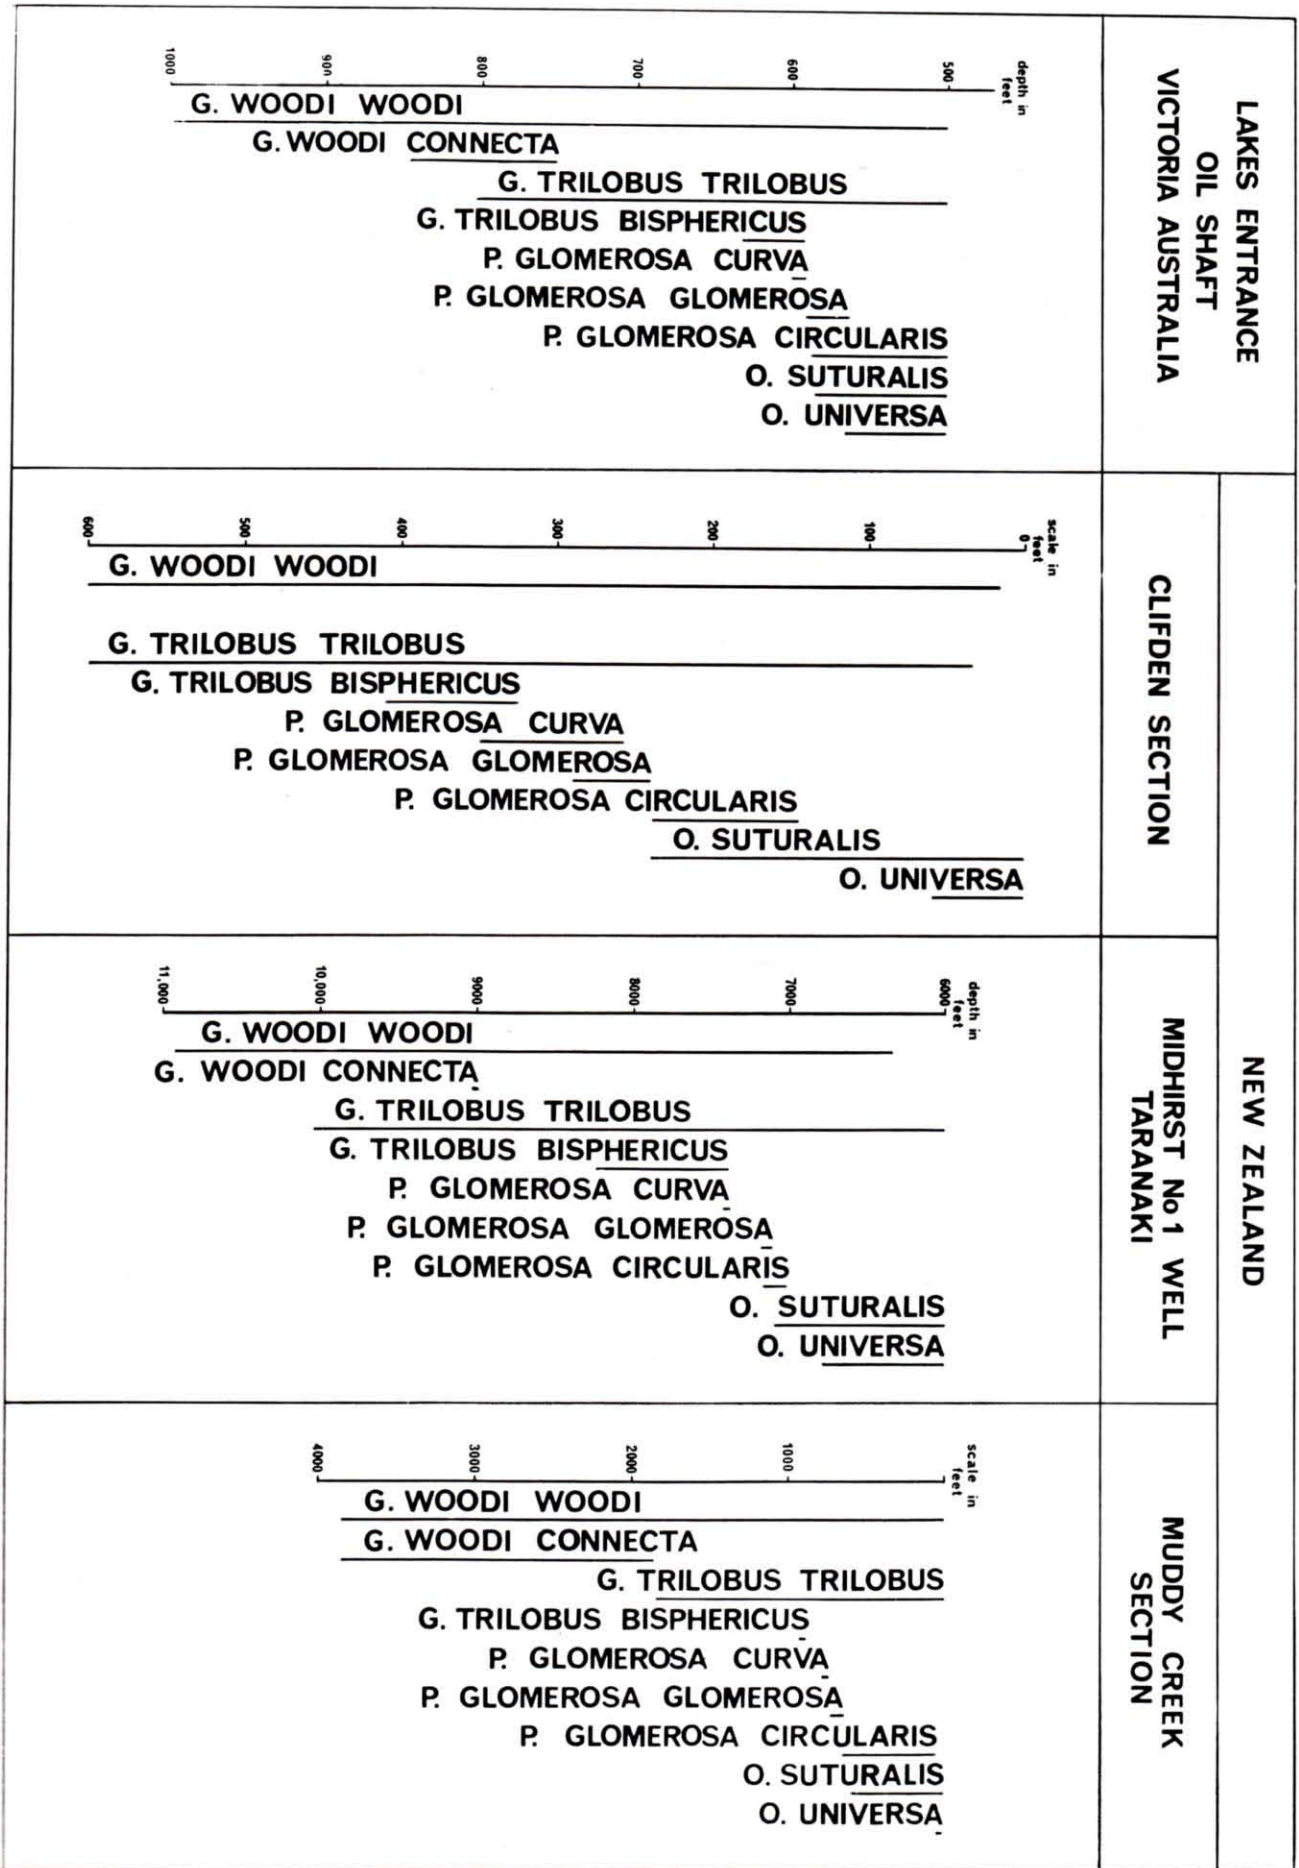 LAKES ENTRANCE
OIL SHAFT
VICTORIA AUSTRALIA
depth in
feet
1000
900
800
700
600
500
G. WOODI WOODI
G. WOODI CONNECTA
G. TRILOBUS TRILOBUS
G. TRILOBUS BISPHERICUS
P. GLOMEROSA CURVA
P. GLOMEROSA GLOMEROSA
P. GLOMEROSA CIRCULARIS
O. SUTURALIS
O. UNIVERSA
NEW ZEALAND
CLIFDEN SECTION
scale in
feet
600
500
400
300
200
100
0
G. WOODI WOODI
G. TRILOBUS TRILOBUS
G. TRILOBUS BISPHERICUS
P. GLOMEROSA CURVA
P. GLOMEROSA GLOMEROSA
P. GLOMEROSA CIRCULARIS
O. SUTURALIS
O. UNIVERSA
MIDHIRST No 1 WELL
TARANAKI
depth in
feet
11,000
10,000
9000
8000
7000
6000
G. WOODI WOODI
G. WOODI CONNECTA
G. TRILOBUS TRILOBUS
G. TRILOBUS BISPHERICUS
P. GLOMEROSA CURVA
P. GLOMEROSA GLOMEROSA
P. GLOMEROSA CIRCULARIS
O. SUTURALIS
O. UNIVERSA
MUDDY CREEK
SECTION
scale in
feet
4000
3000
2000
1000
G. WOODI WOODI
G. WOODI CONNECTA
G. TRILOBUS TRILOBUS
G. TRILOBUS BISPHERICUS
P. GLOMEROSA CURVA
P. GLOMEROSA GLOMEROSA
P. GLOMEROSA CIRCULARIS
O. SUTURALIS
O. UNIVERSA